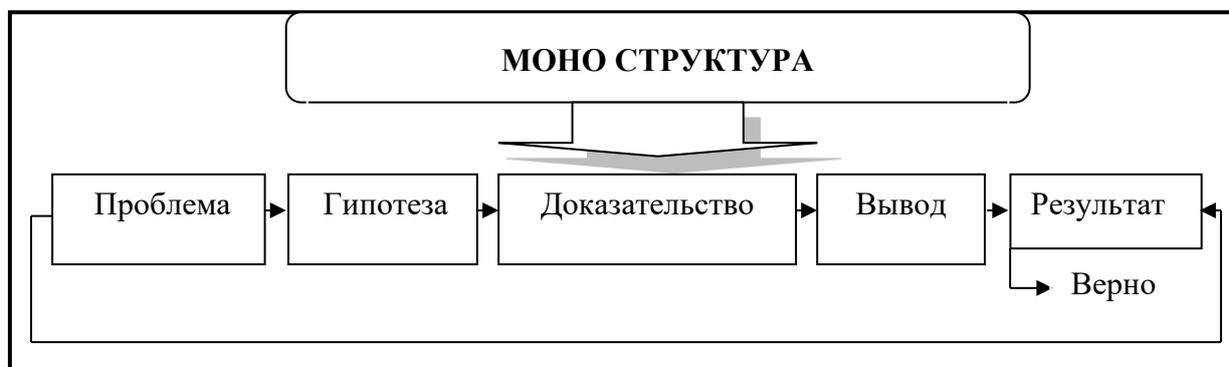 МОНО СТРУКТУРА
Проблема
Гипотеза
Доказательство
Вывод
Результат
Верно